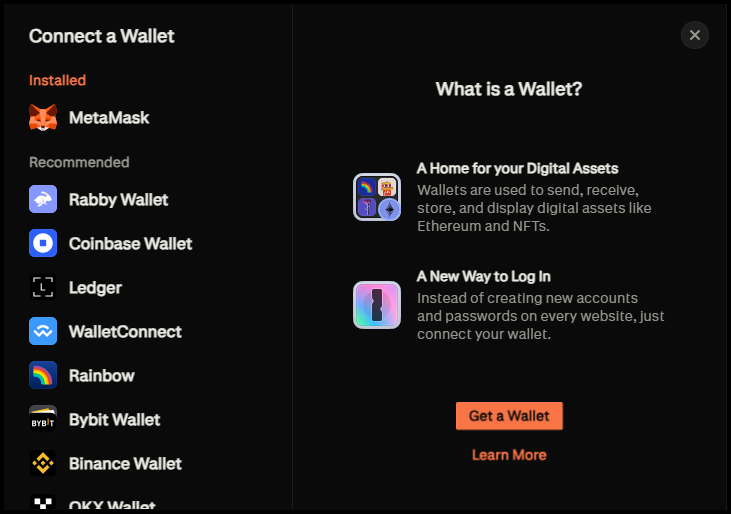 Connect a Wallet
Installed
MetaMask
Recommended
Rabby Wallet
Coinbase Wallet
Ledger
WalletConnect
Rainbow
BYBIT
Bybit Wallet
Binance Wallet
OKX Wallet
What is a Wallet?
A Home for your Digital Assets
Wallets are used to send, receive,
store, and display digital assets like
Ethereum and NFTs.
A New Way to Log In
Instead of creating new accounts
and passwords on every website, just
connect your wallet.
Get a Wallet
Learn More